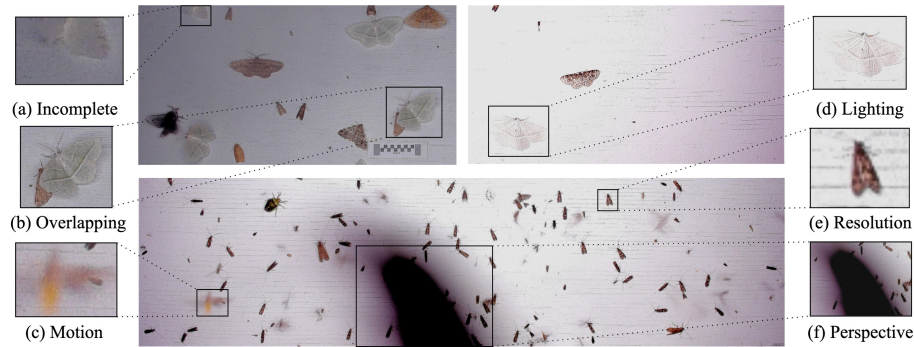 (a) Incomplete
(b) Overlapping
(c) Motion
(d) Lighting
(e) Resolution
(f) Perspective